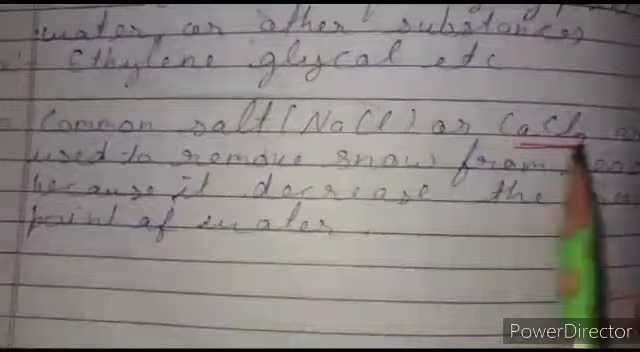 water, or other substances
Ethylene glycol etc
Common salt (NaCl) or CaCl2
used to remove snow from
because it decrease the
point of water.
PowerDirector